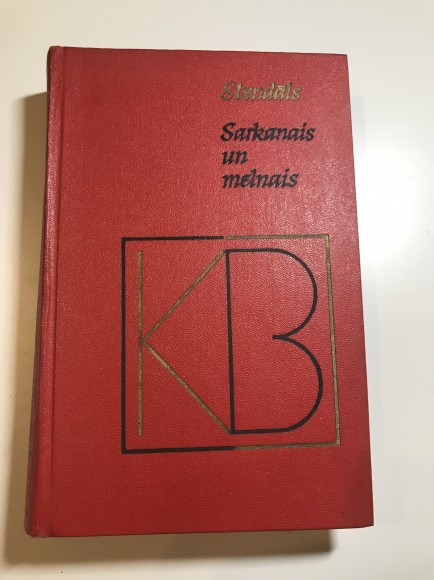 Stendāls
Sarkanais
un
melnais
KB